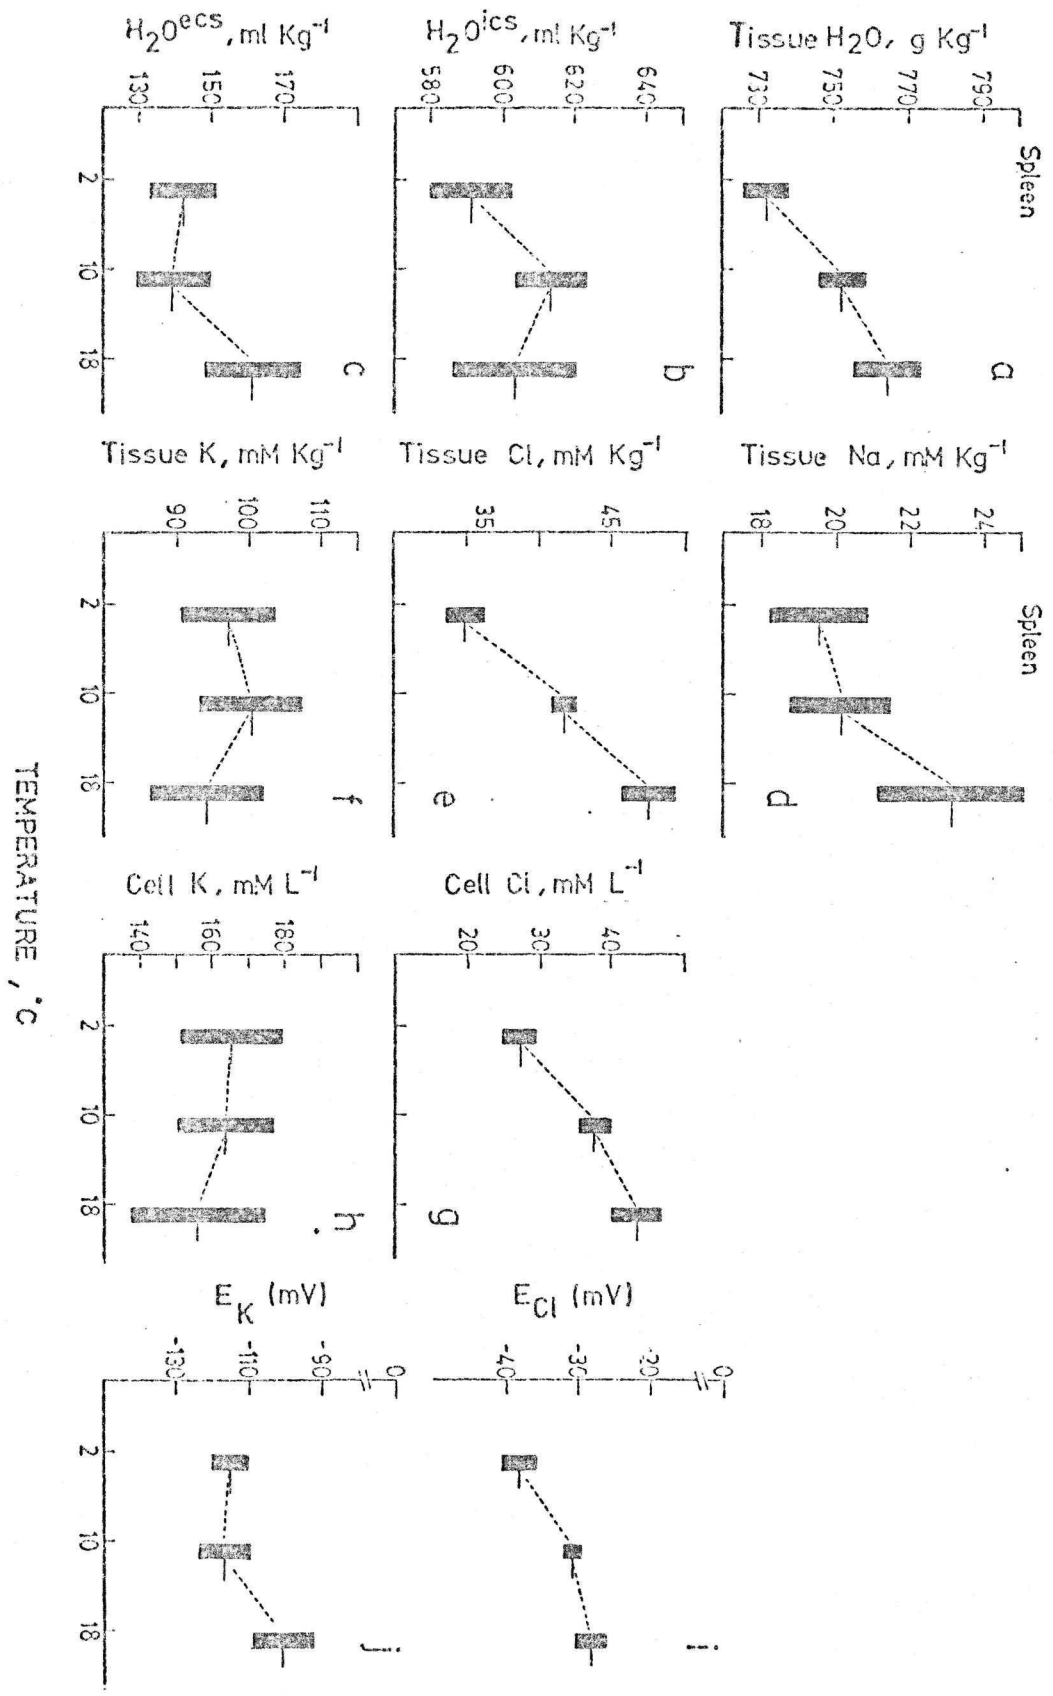 Spleen
Tissue H2O, g Kg-1
730
750
770
790
2
10
18
a
H2Oics, ml Kg-1
580
600
620
640
b
H2Oecs, ml Kg-1
130
150
170
2
10
18
c
Spleen
Tissue Na, mM Kg-1
18
20
22
24
d
Tissue Cl, mM Kg-1
35
45
e
Tissue K, mM Kg-1
90
100
110
2
10
18
f
Cell Cl, mM L-1
20
30
40
g
Cell K, mM L-1
140
160
180
2
10
18
h
ECl (mV)
-40
-30
-20
0
i
EK (mV)
-130
-110
-90
0
2
10
18
j
TEMPERATURE, °C